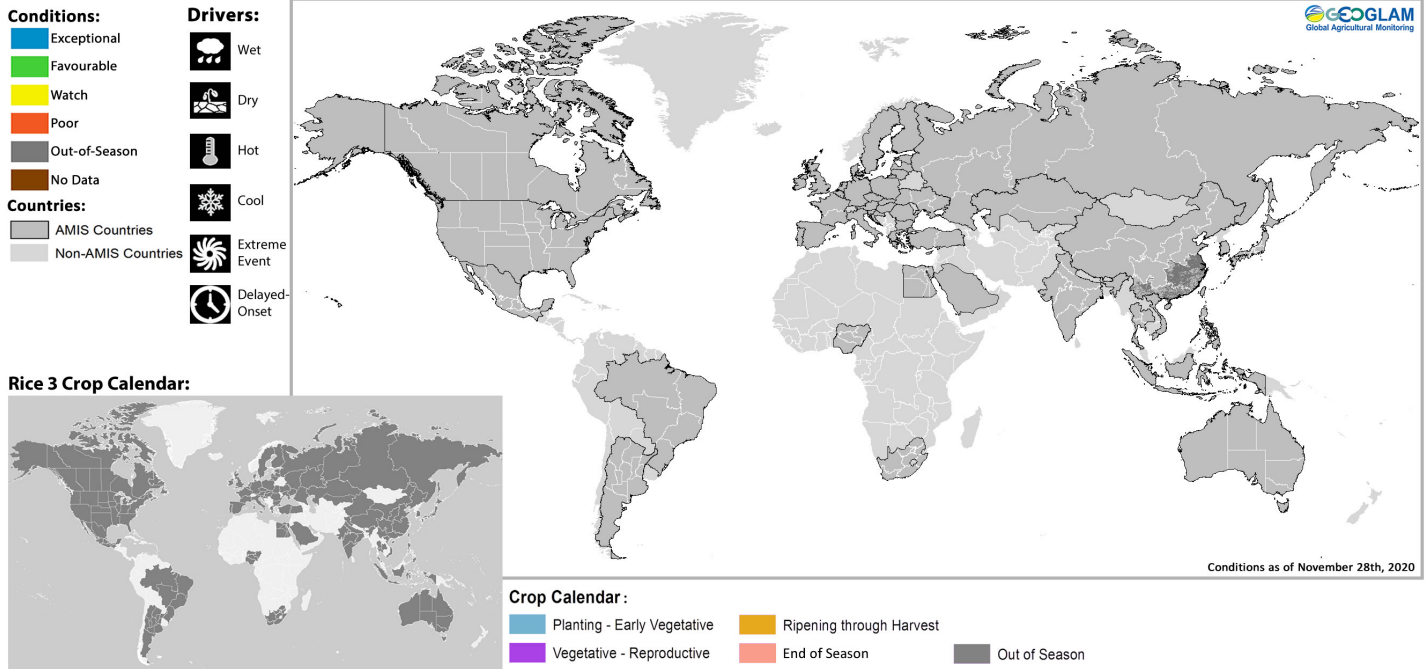 Conditions:
Exceptional
Favourable
Watch
Poor
Out-of-Season
No Data
Countries:
AMIS Countries
Non-AMIS Countries
Drivers:
Wet
Dry
Hot
Cool
Extreme
Event
Delayed-
Onset
GEOGLAM
Global Agricultural Monitoring
Conditions as of November 28th, 2020
Rice 3 Crop Calendar:
Crop Calendar :
Planting - Early Vegetative
Ripening through Harvest
Vegetative - Reproductive
End of Season
Out of Season